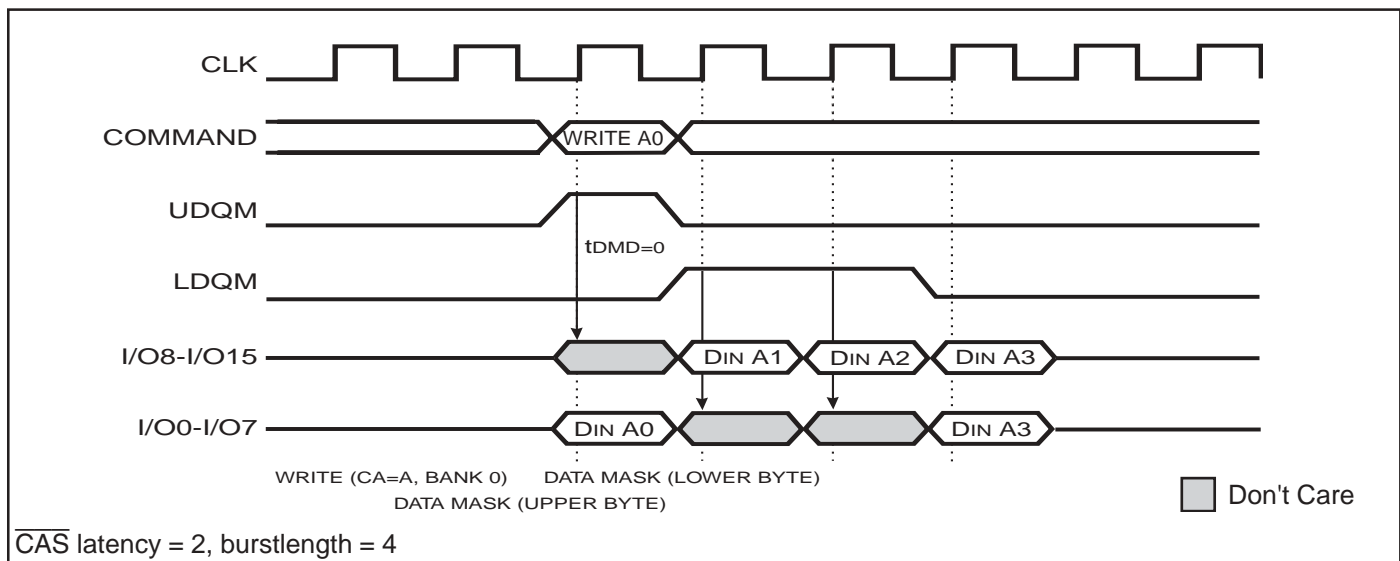 CLK
COMMAND WRITE A0
UDQM
tDMD=0
LDQM
I/O8-I/O15 DIN A1 DIN A2 DIN A3
I/O0-I/O7 DIN A0 DIN A3
WRITE (CA=A, BANK 0) DATA MASK (LOWER BYTE)
DATA MASK (UPPER BYTE)
Don't Care
CAS latency = 2, burstlength = 4